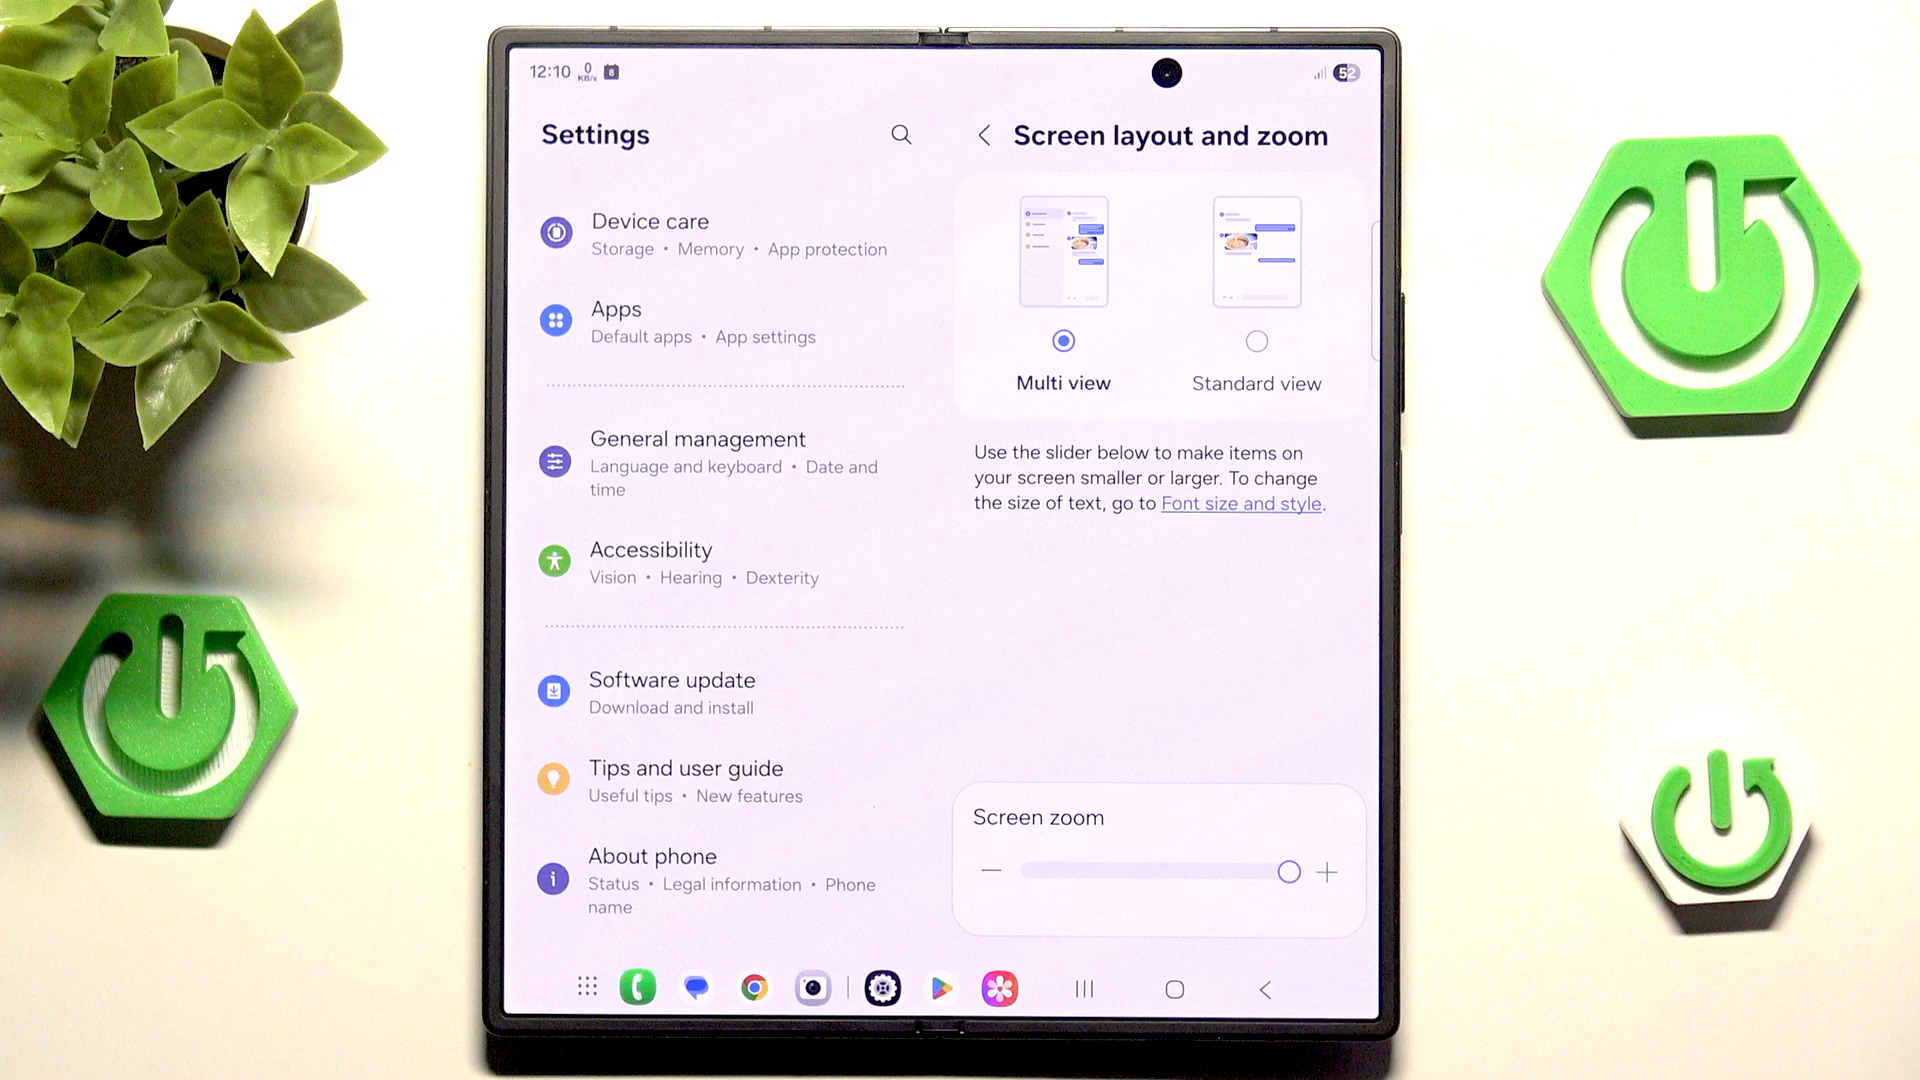 12:10 0 KB/s 8
52
Settings
Device care
Storage • Memory • App protection
Apps
Default apps • App settings
General management
Language and keyboard • Date and
time
Accessibility
Vision • Hearing • Dexterity
Software update
Download and install
Tips and user guide
Useful tips • New features
About phone
Status • Legal information • Phone
name
Screen layout and zoom
Multi view
Standard view
Use the slider below to make items on
your screen smaller or larger. To change
the size of text, go to Font size and style.
Screen zoom